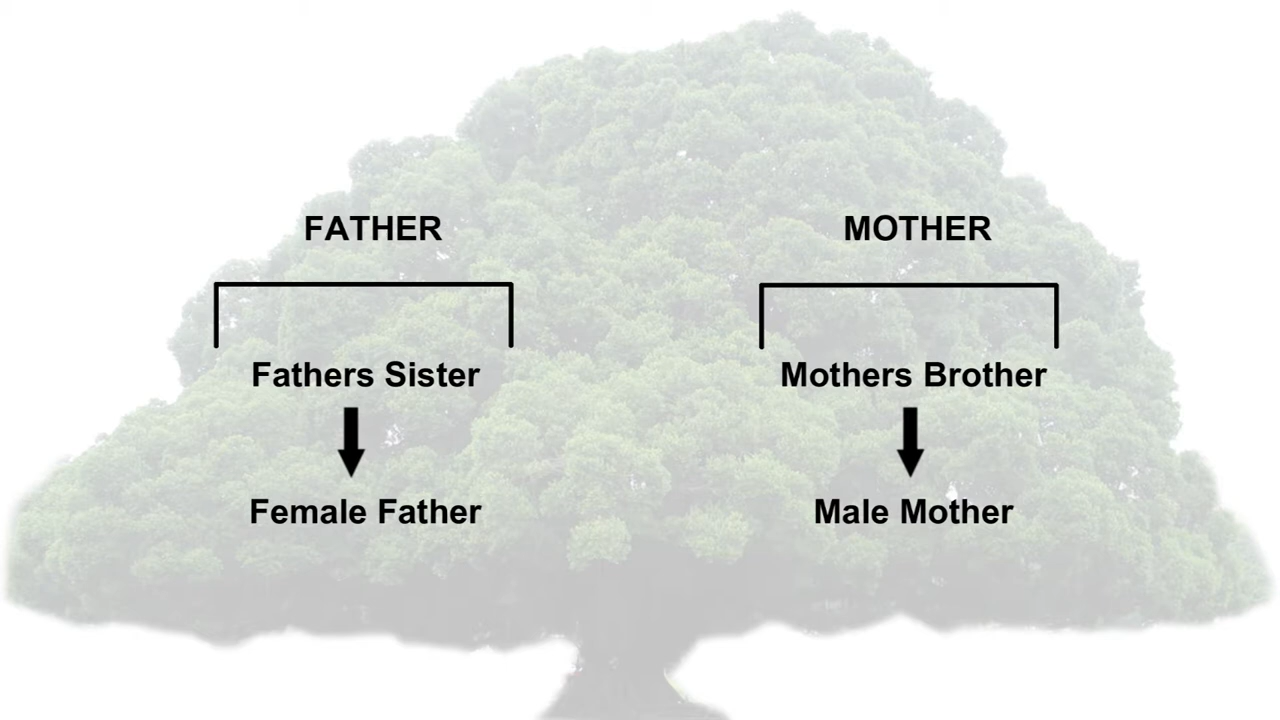 FATHER
MOTHER
Fathers Sister
Mothers Brother
Female Father
Male Mother